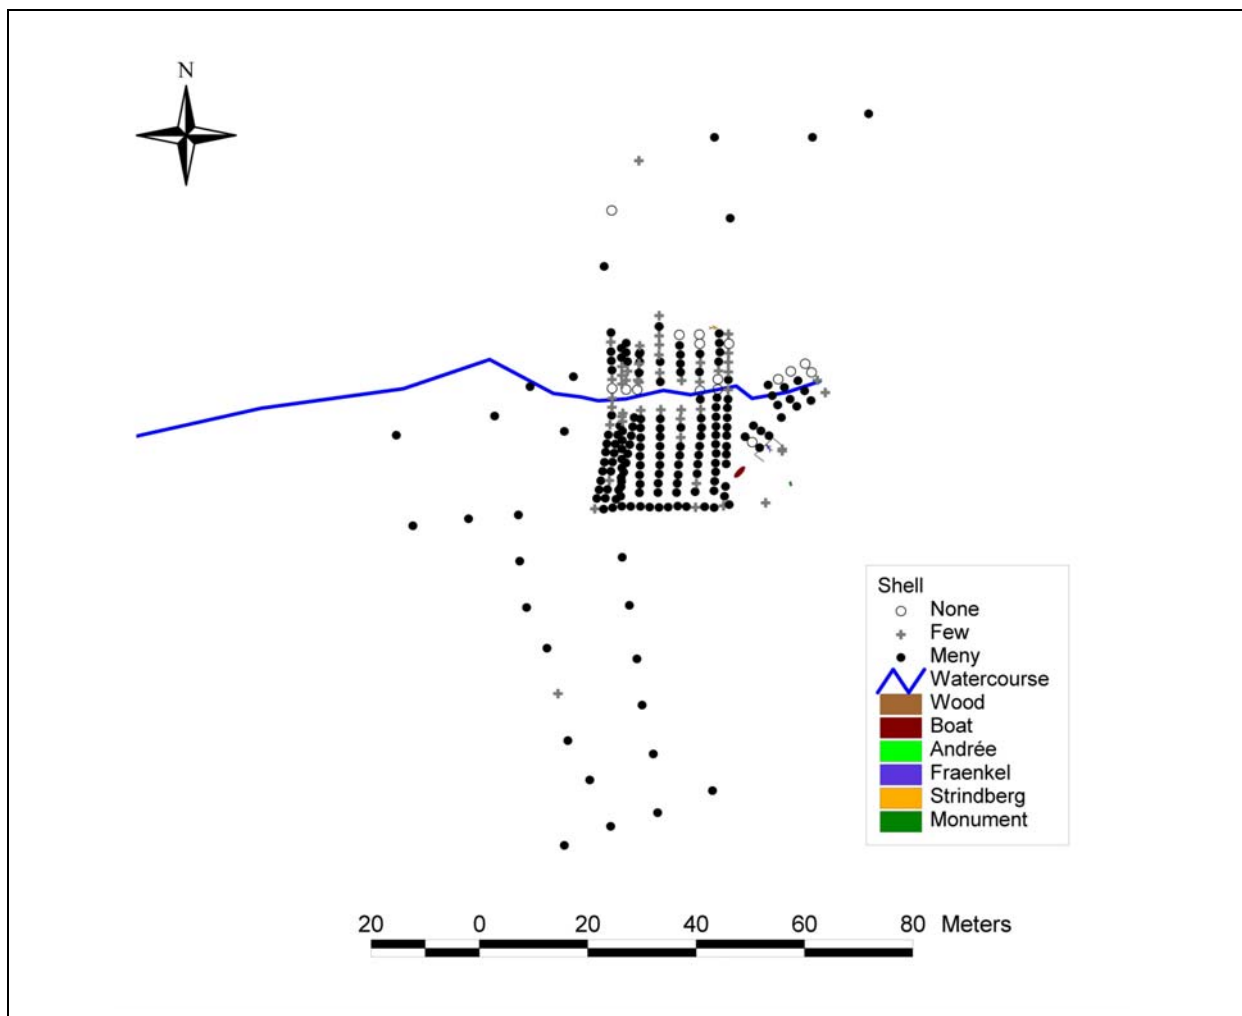 N
Shell
None
Few
Meny
Watercourse
Wood
Boat
Andrée
Fraenkel
Strindberg
Monument
20 0 20 40 60 80 Meters